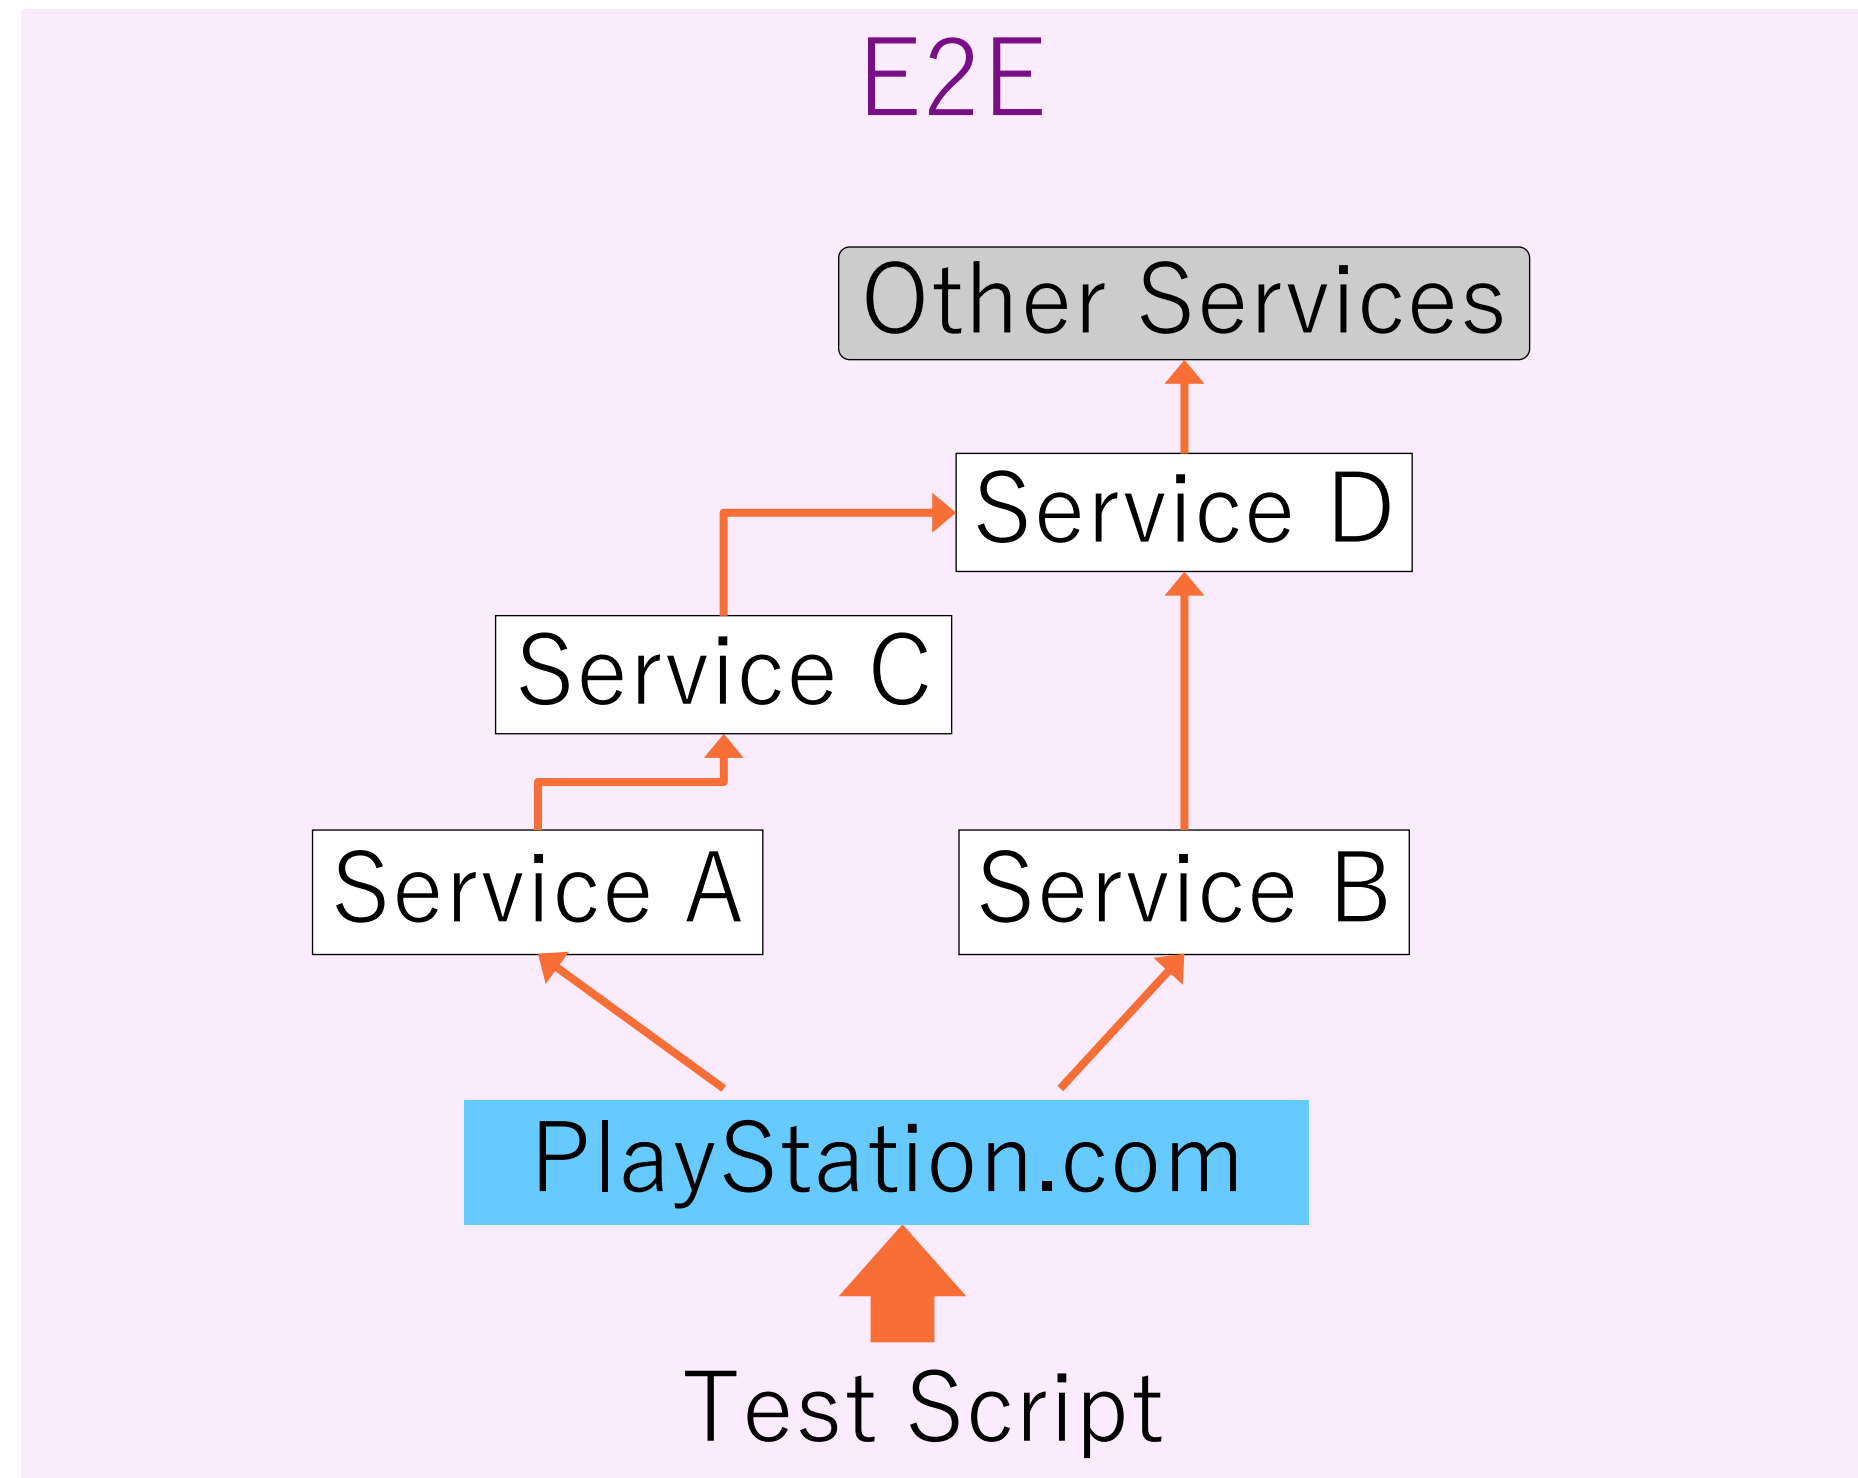 E2E
Other Services
Service D
Service C
Service A
Service B
PlayStation.com
Test Script